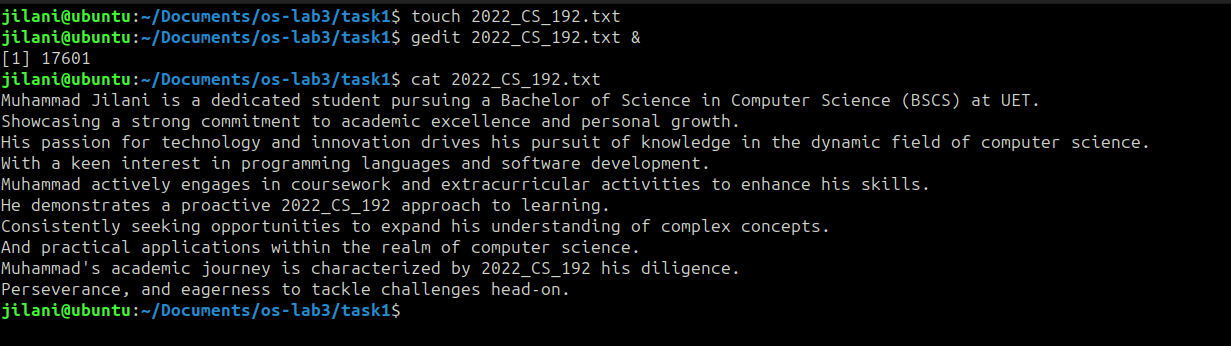 jilani@ubuntu:~/Documents/os-lab3/task1$ touch 2022_CS_192.txt
jilani@ubuntu:~/Documents/os-lab3/task1$ gedit 2022_CS_192.txt &
[1] 17601
jilani@ubuntu:~/Documents/os-lab3/task1$ cat 2022_CS_192.txt
Muhammad Jilani is a dedicated student pursuing a Bachelor of Science in Computer Science (BSCS) at UET.
Showcasing a strong commitment to academic excellence and personal growth.
His passion for technology and innovation drives his pursuit of knowledge in the dynamic field of computer science.
With a keen interest in programming languages and software development.
Muhammad actively engages in coursework and extracurricular activities to enhance his skills.
He demonstrates a proactive 2022_CS_192 approach to learning.
Consistently seeking opportunities to expand his understanding of complex concepts.
And practical applications within the realm of computer science.
Muhammad's academic journey is characterized by 2022_CS_192 his diligence.
Perseverance, and eagerness to tackle challenges head-on.
jilani@ubuntu:~/Documents/os-lab3/task1$